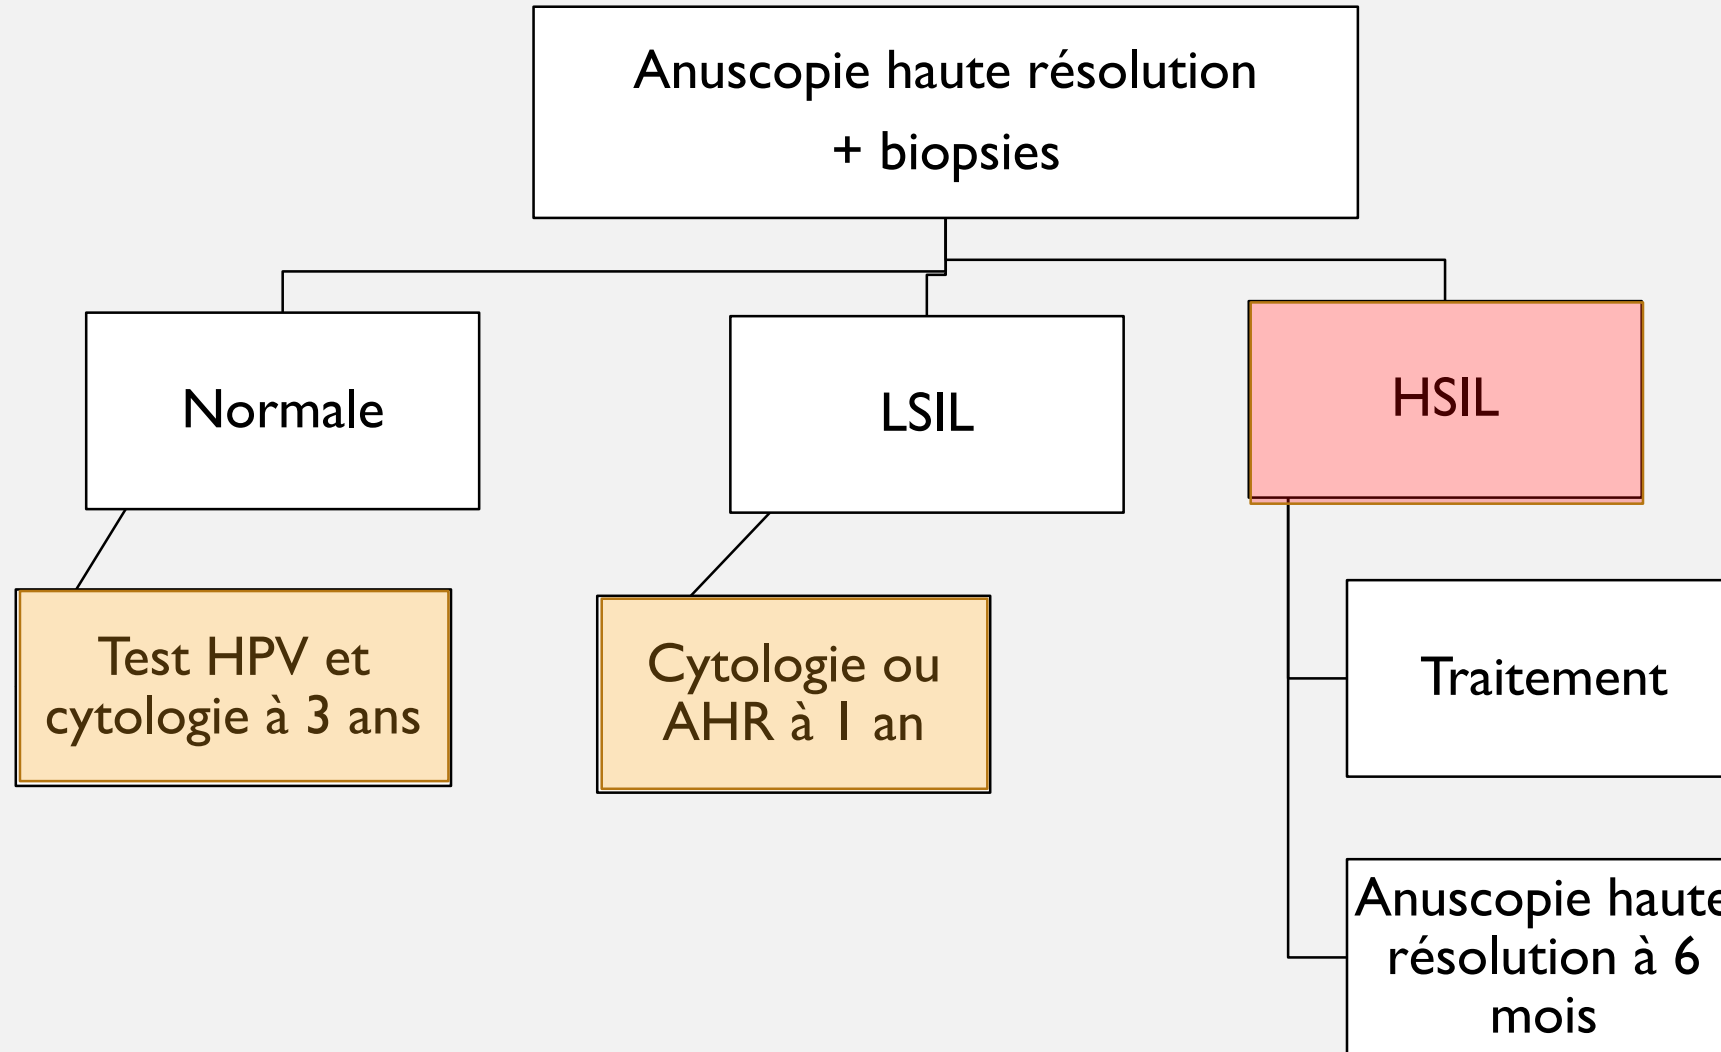 Anuscopie haute résolution
+ biopsies
Normale
LSIL
HSIL
Test HPV et
cytologie à 3 ans
Cytologie ou
AHR à 1 an
Traitement
Anuscopie haute
résolution à 6
mois